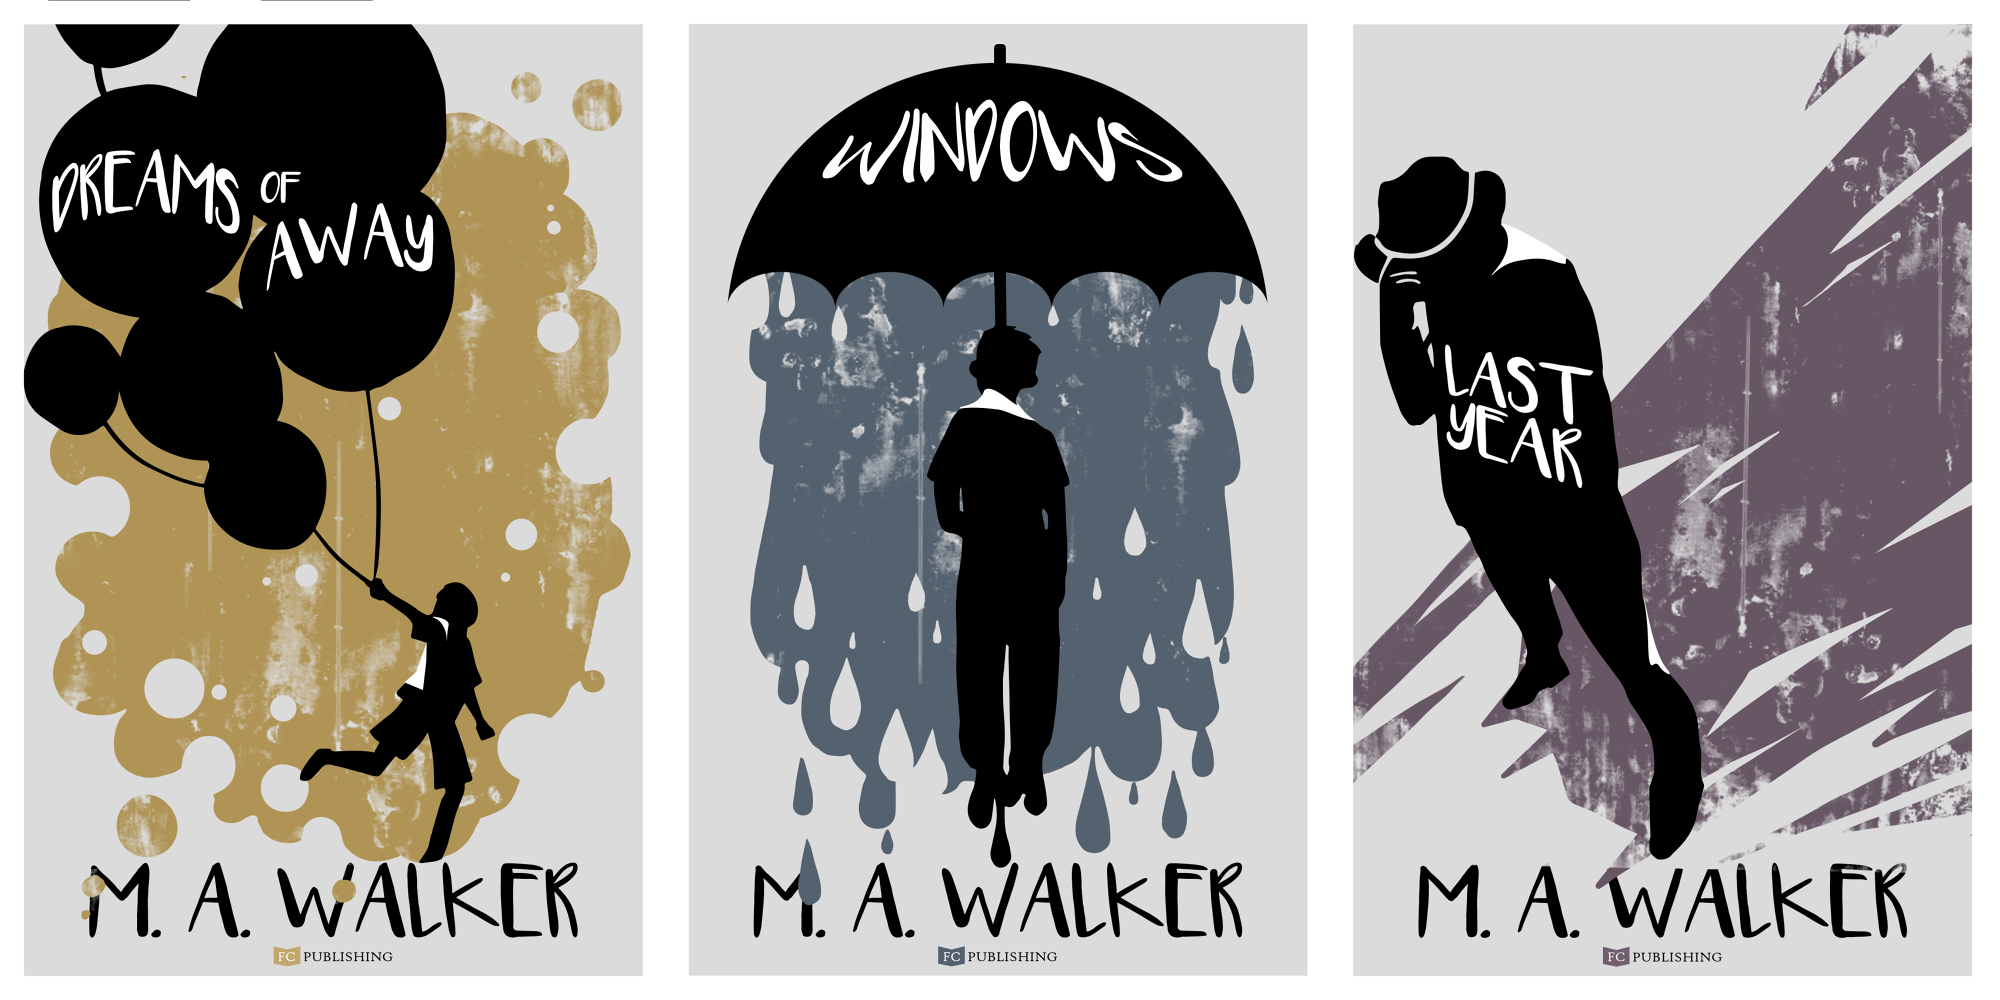 DREAMS OF
AWAY
M. A. WALKER
FC PUBLISHING
WINDOWS
M. A. WALKER
FC PUBLISHING
LAST
YEAR
M. A. WALKER
FC PUBLISHING